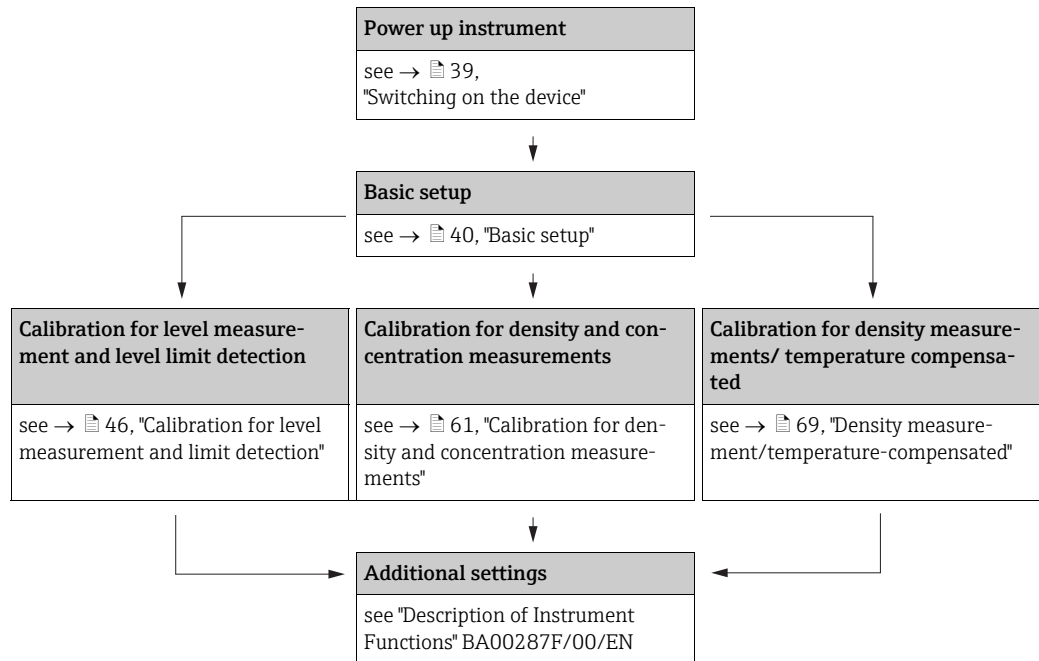 Power up instrument
see → 39,
"Switching on the device"
Basic setup
see → 40, "Basic setup"
Calibration for level measure-
ment and level limit detection
see → 46, "Calibration for level
measurement and limit detection"
Calibration for density and con-
centration measurements
see → 61, "Calibration for den-
sity and concentration measure-
ments"
Calibration for density measure-
ments/ temperature compensa-
ted
see → 69, "Density measure-
ment/temperature-compensated"
Additional settings
see "Description of Instrument
Functions" BA00287F/00/EN